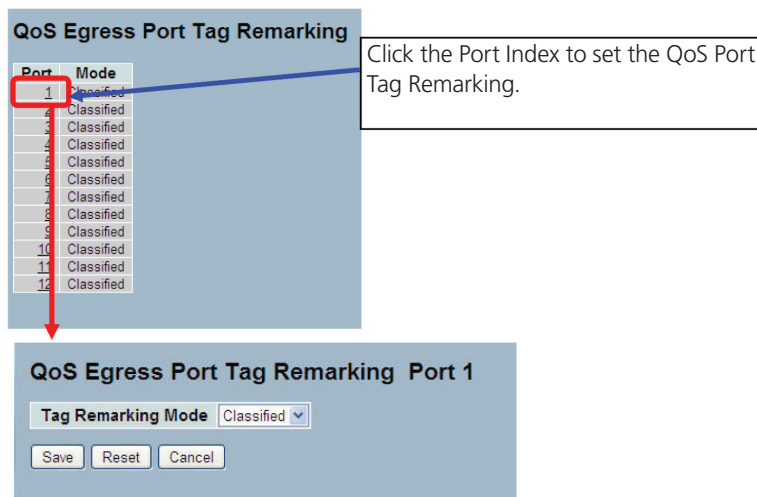 QoS Egress Port Tag Remarking
Click the Port Index to set the QoS Port
Tag Remarking.
Port Mode
1 Classified
2 Classified
3 Classified
4 Classified
5 Classified
6 Classified
7 Classified
8 Classified
9 Classified
10 Classified
11 Classified
12 Classified
QoS Egress Port Tag Remarking Port 1
Tag Remarking Mode Classified
Save Reset Cancel